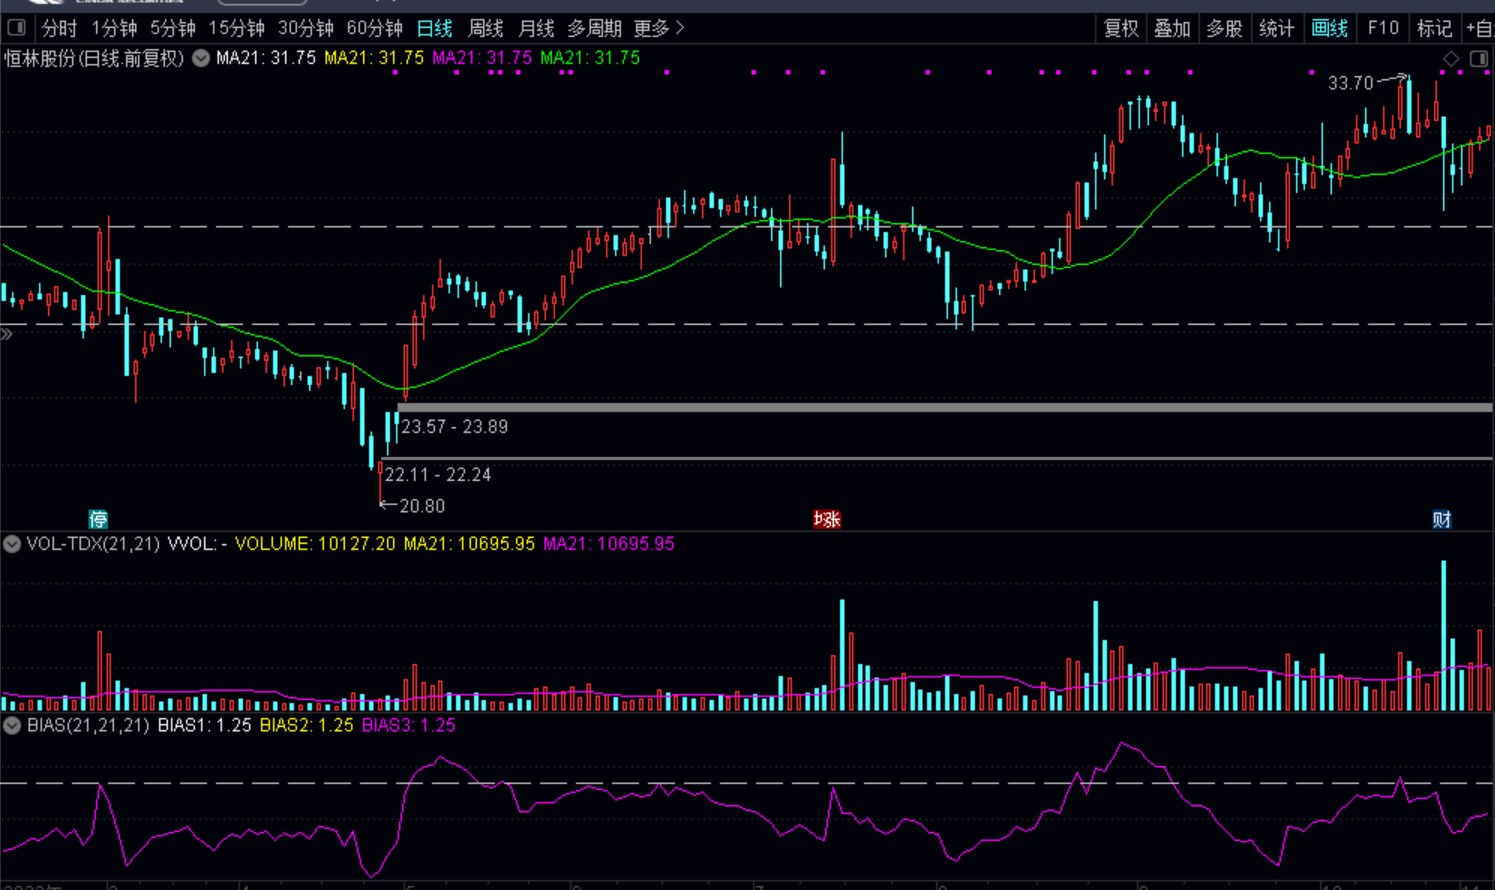 分时 1分钟 5分钟 15分钟 30分钟 60分钟 日线 周线 月线 多周期 更多 复权 叠加 多股 统计 画线 F10 标记 +自
恒林股份(日线.前复权) MA21: 31.75 MA21: 31.75 MA21: 31.75 MA21: 31.75
33.70
23.57 - 23.89
22.11 - 22.24
20.80
停 涨 财
VOL-TDX(21,21) VVOL: - VOLUME: 10127.20 MA21: 10695.95 MA21: 10695.95
BIAS(21,21,21) BIAS1: 1.25 BIAS2: 1.25 BIAS3: 1.25